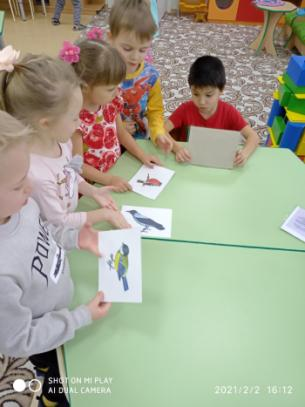 SHOT ON MI PLAY
AI DUAL CAMERA
2021/2/2 16:12